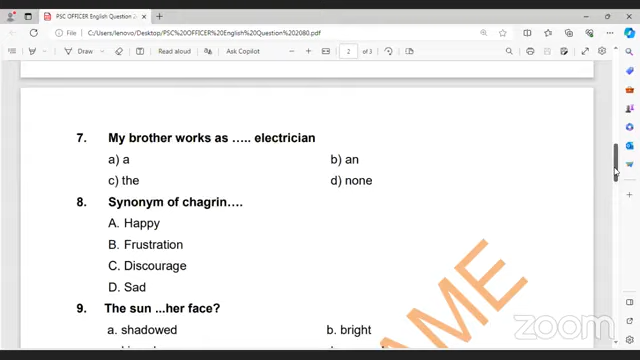 PSC OFFICER English Question 2
C:/Users/lenovo/Desktop/PSC%20OFFICER%20English%20Question%202080.pdf
Draw
Read aloud
Ask Copilot
2 of 3
7. My brother works as ….. electrician
a) a b) an
c) the d) none
8. Synonym of chagrin….
A. Happy
B. Frustration
C. Discourage
D. Sad
9. The sun ...her face?
a. shadowed b. bright
AME
zoom